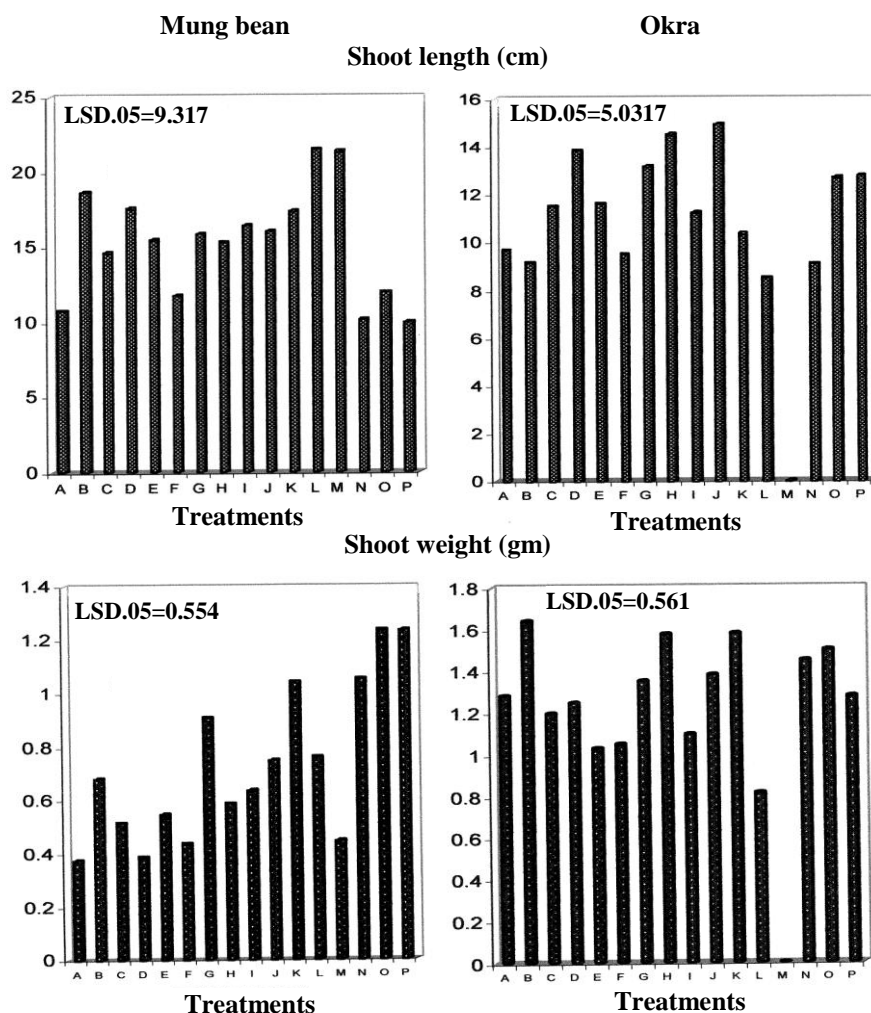 Mung bean Okra
Shoot length (cm)
LSD.05=9.317
25
20
15
10
5
0
A B C D E F G H I J K L M N O P
Treatments
LSD.05=5.0317
16
14
12
10
8
6
4
2
0
A B C D E F G H I J K L M N O P
Treatments
Shoot weight (gm)
LSD.05=0.554
1.4
1.2
1
0.8
0.6
0.4
0.2
0
A B C D E F G H I J K L M N O P
Treatments
LSD.05=0.561
1.8
1.6
1.4
1.2
1
0.8
0.6
0.4
0.2
0
A B C D E F G H I J K L M N O P
Treatments